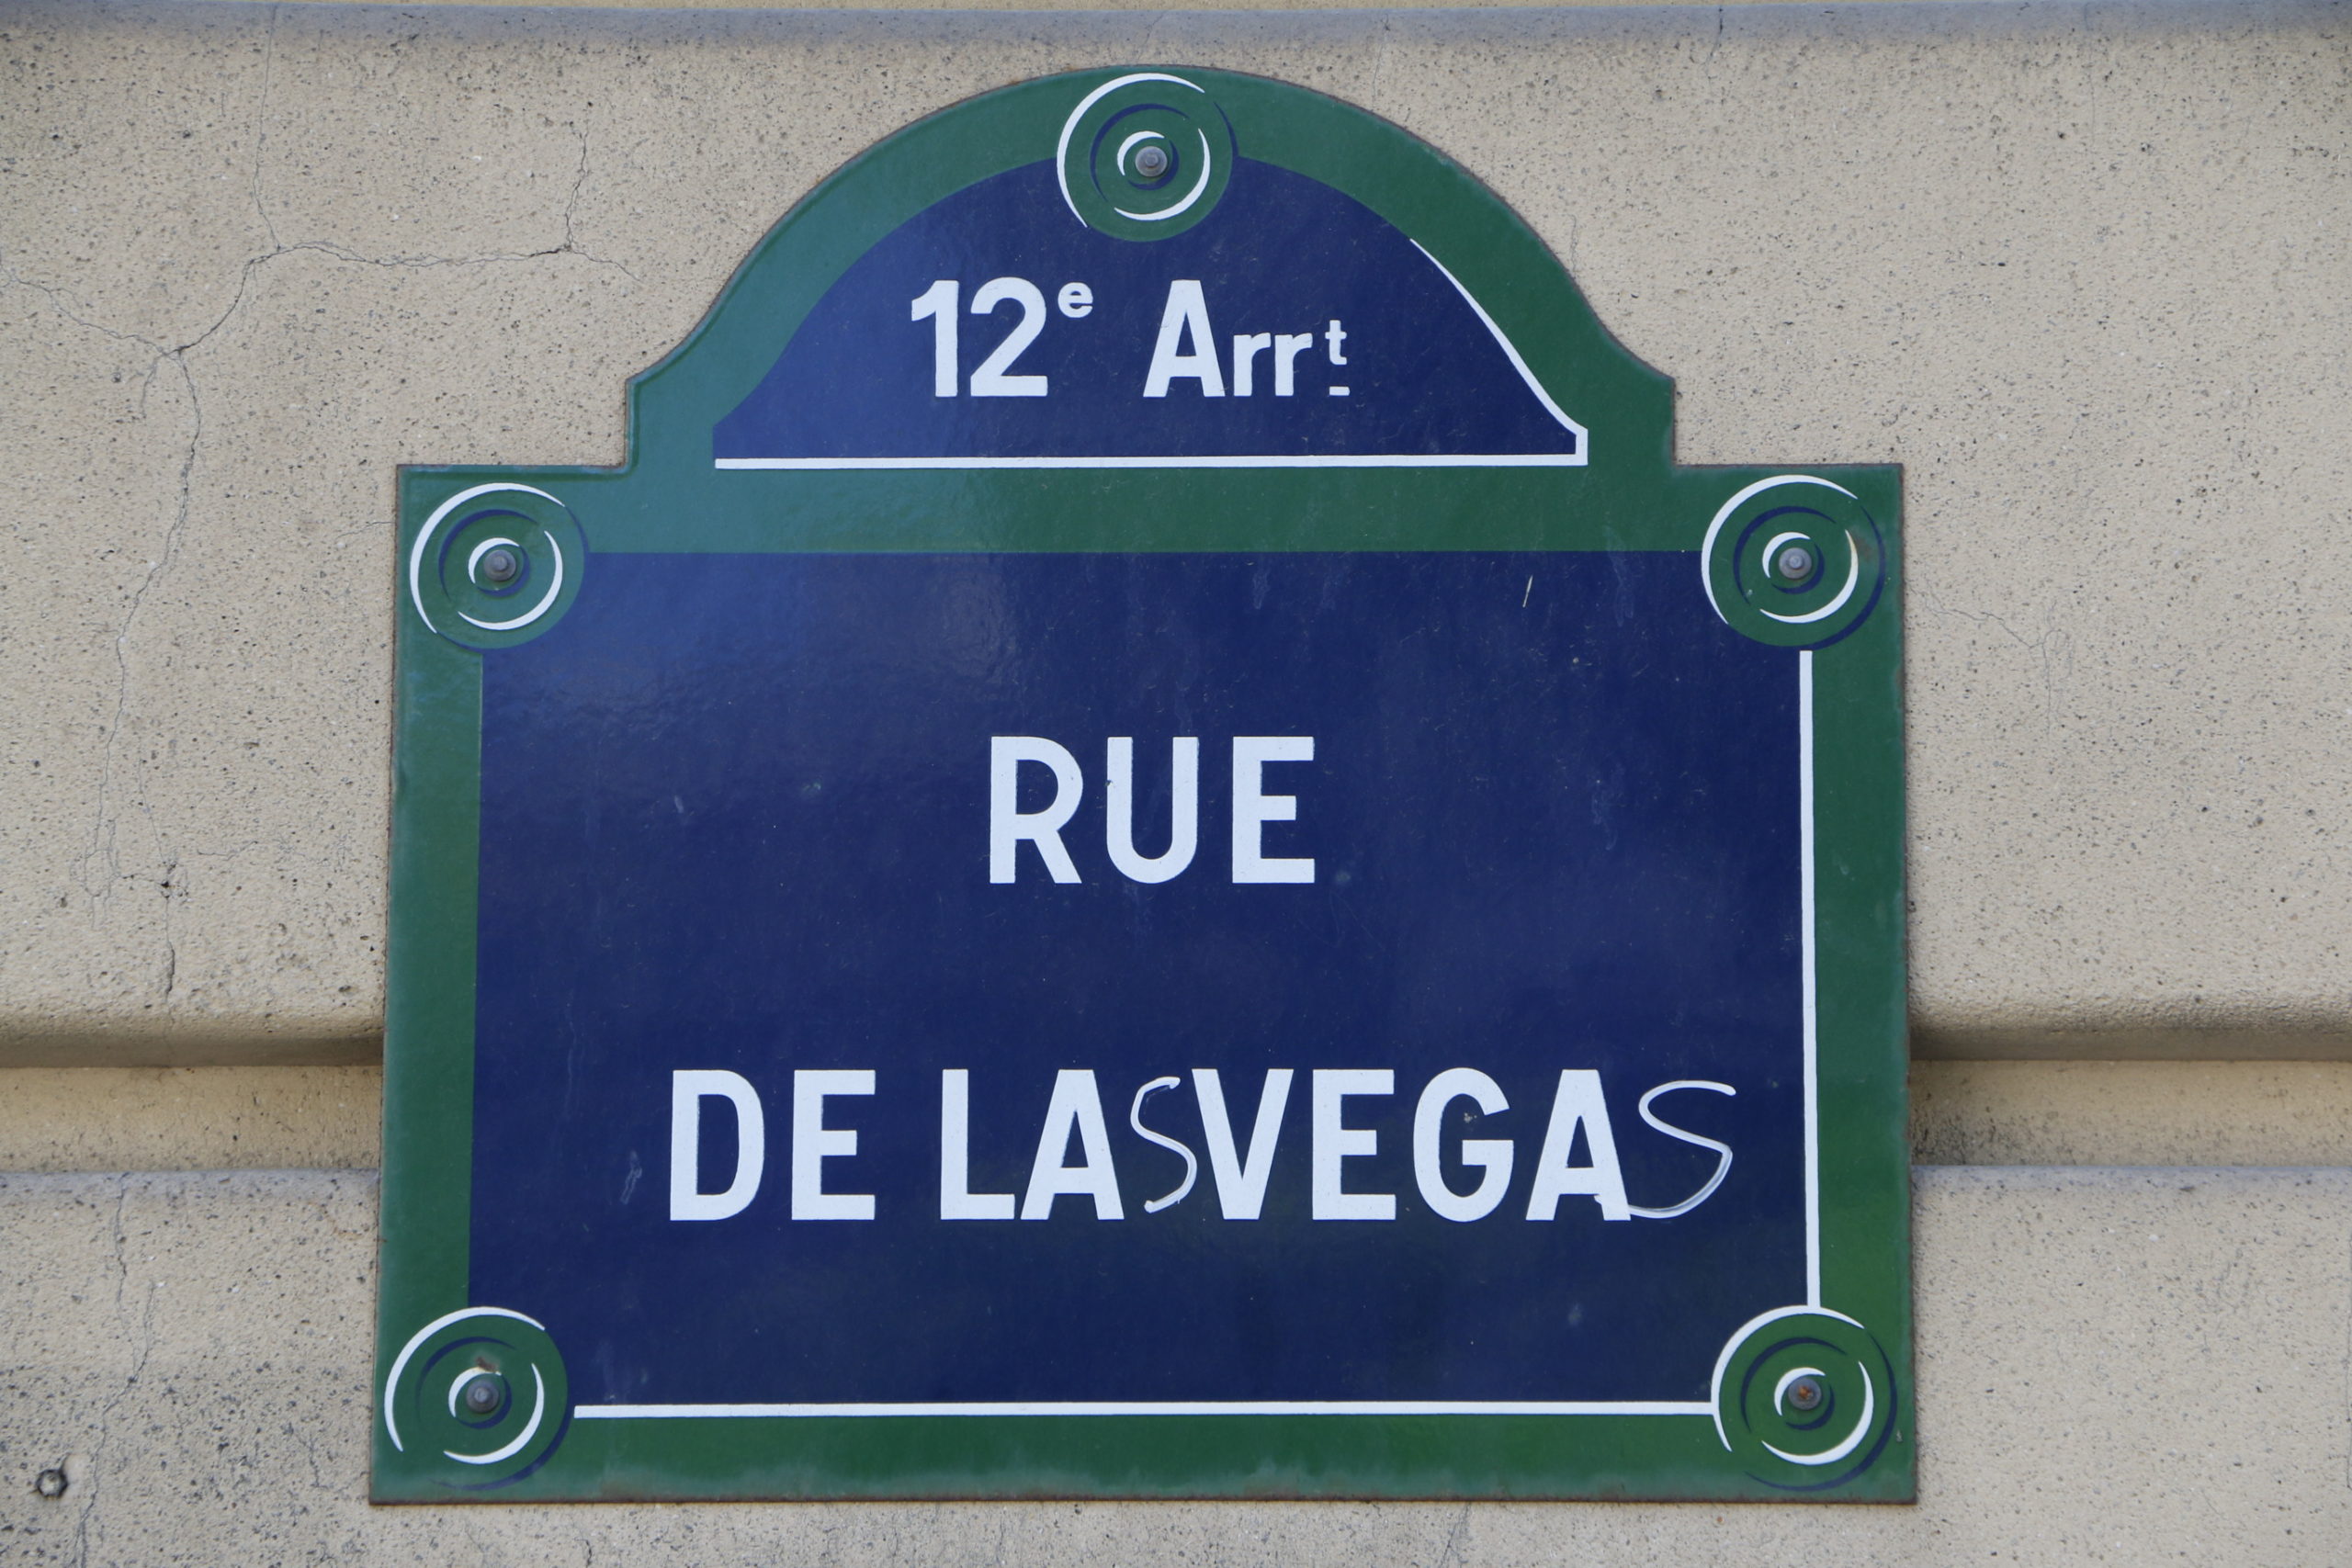 12e Arrt
RUE
DE LAsVEGAS